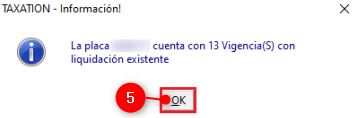 TAXATION - Información!
La placa cuenta con 13 Vigencia(S) con
liquidación existente
5
OK